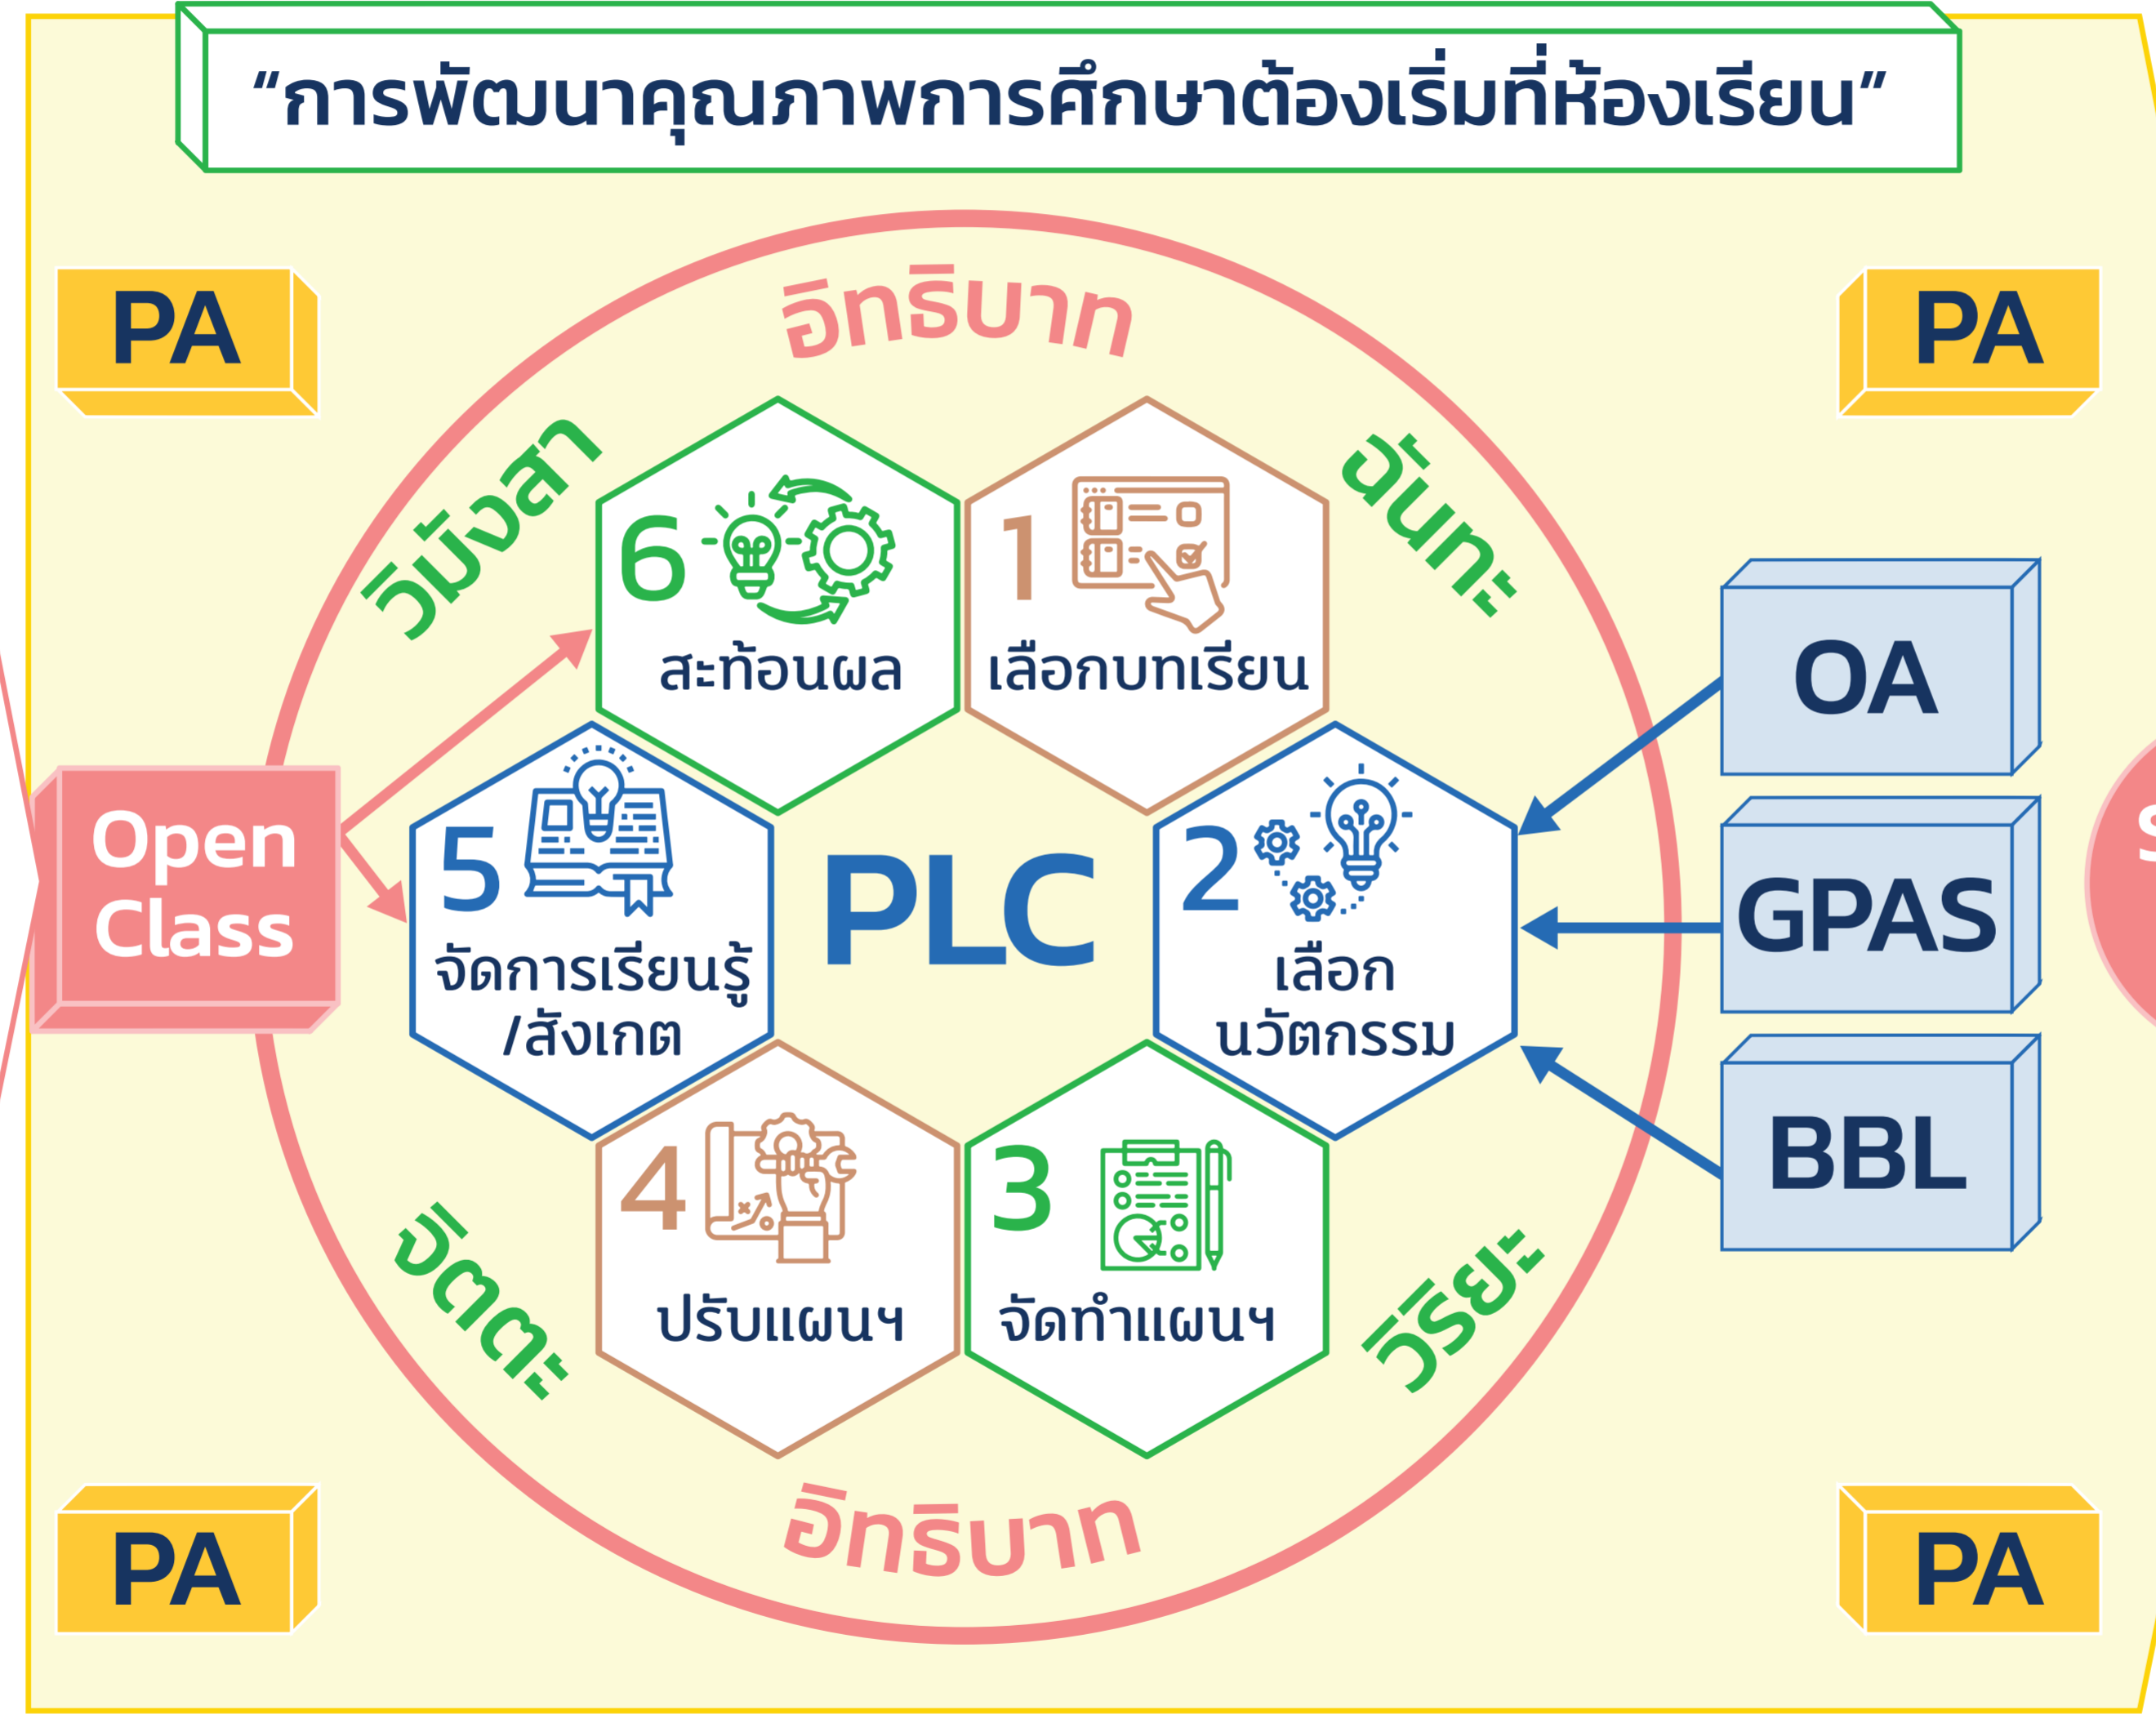 “การพัฒนาคุณภาพการศึกษาต้องเริ่มที่ห้องเรียน”
PA
PA
อิทธิบาท
วิมังสา
ฉันทะ
6
สะท้อนผล
1
เลือกบทเรียน
OA
Open
Class
5
จัดการเรียนรู้
/สังเกต
PLC
2
เลือก
นวัตกรรม
GPAS
S
BBL
4
ปรับแผนฯ
3
จัดทำแผนฯ
จิตตะ
วิริยะ
อิทธิบาท
PA
PA